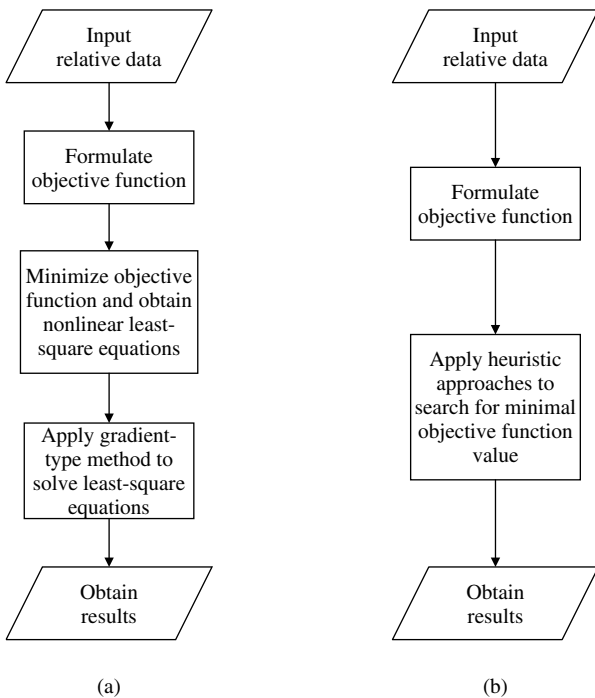 Input
relative data
Formulate
objective function
Minimize objective
function and obtain
nonlinear least-
square equations
Apply gradient-
type method to
solve least-square
equations
Obtain
results
(a)
Input
relative data
Formulate
objective function
Apply heuristic
approaches to
search for minimal
objective function
value
Obtain
results
(b)